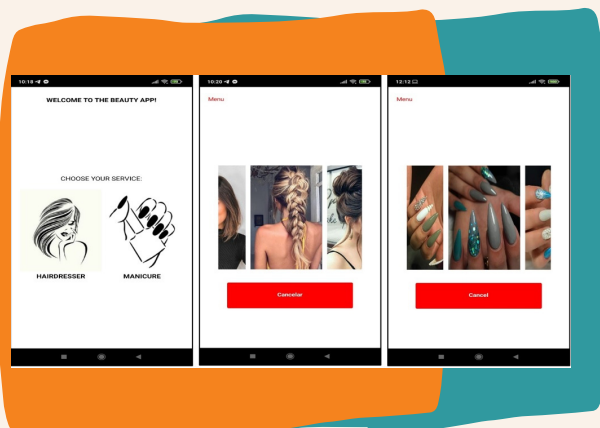 10:19
WELCOME TO THE BEAUTY APP!
CHOOSE YOUR SERVICE:
HAIRDRESSER
MANICURE
10:20
Menu
Cancelar
12:12
Menu
Cancel